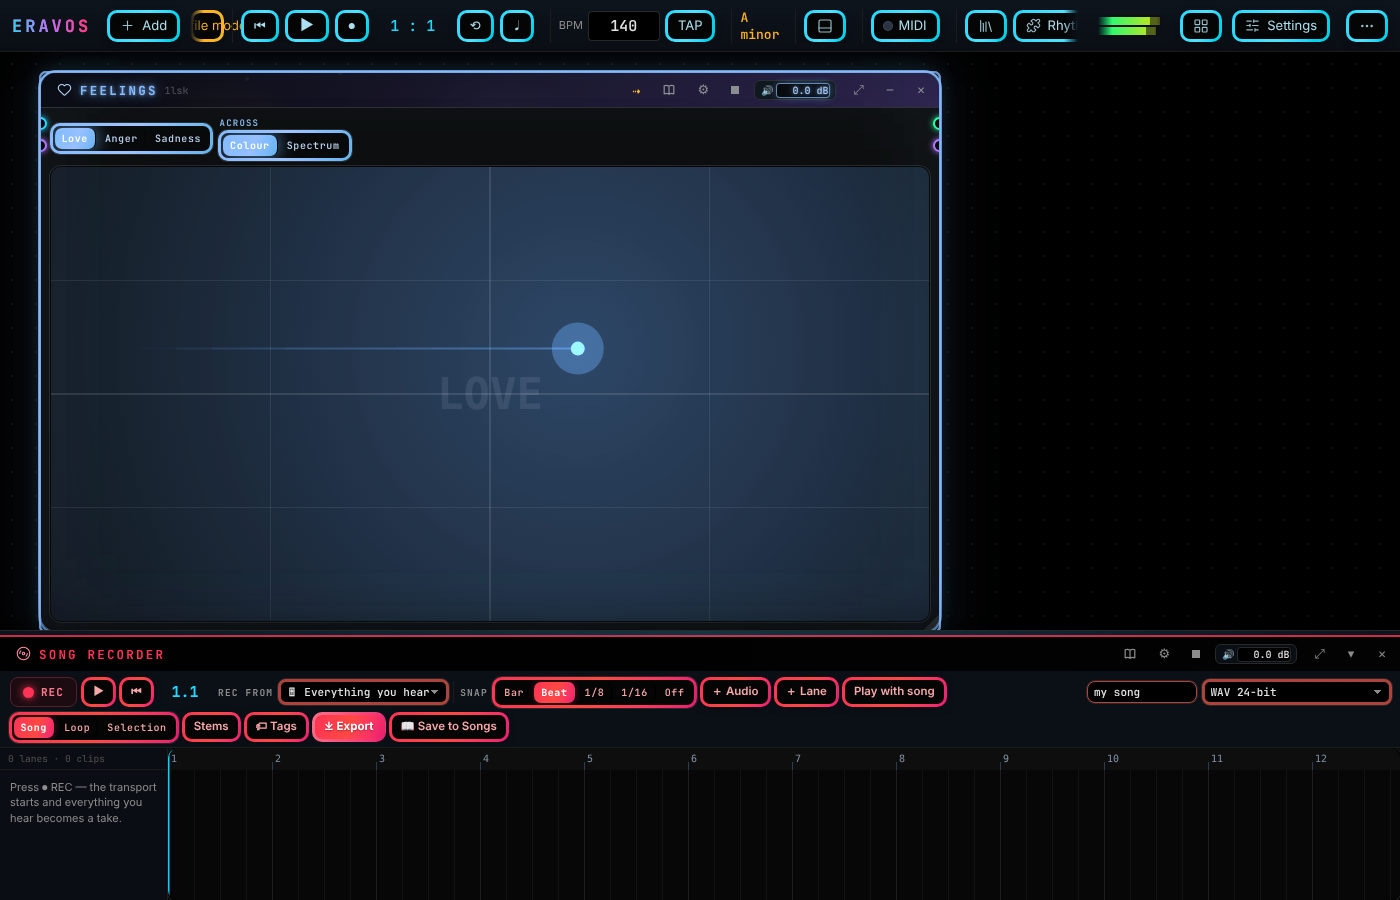 ERAVOS
+ Add
ile mod
1 : 1
BPM
140
TAP
A minor
MIDI
Rhyt
Settings
FEELINGS
1lsk
0.0 dB
Love
Anger
Sadness
ACROSS
Colour
Spectrum
LOVE
SONG RECORDER
0.0 dB
REC
1.1
REC FROM
Everything you hear
SNAP
Bar
Beat
1/8
1/16
Off
+ Audio
+ Lane
Play with song
my song
WAV 24-bit
Song
Loop
Selection
Stems
Tags
Export
Save to Songs
0 lanes · 0 clips
1 2 3 4 5 6 7 8 9 10 11 12
Press ● REC — the transport
starts and everything you
hear becomes a take.